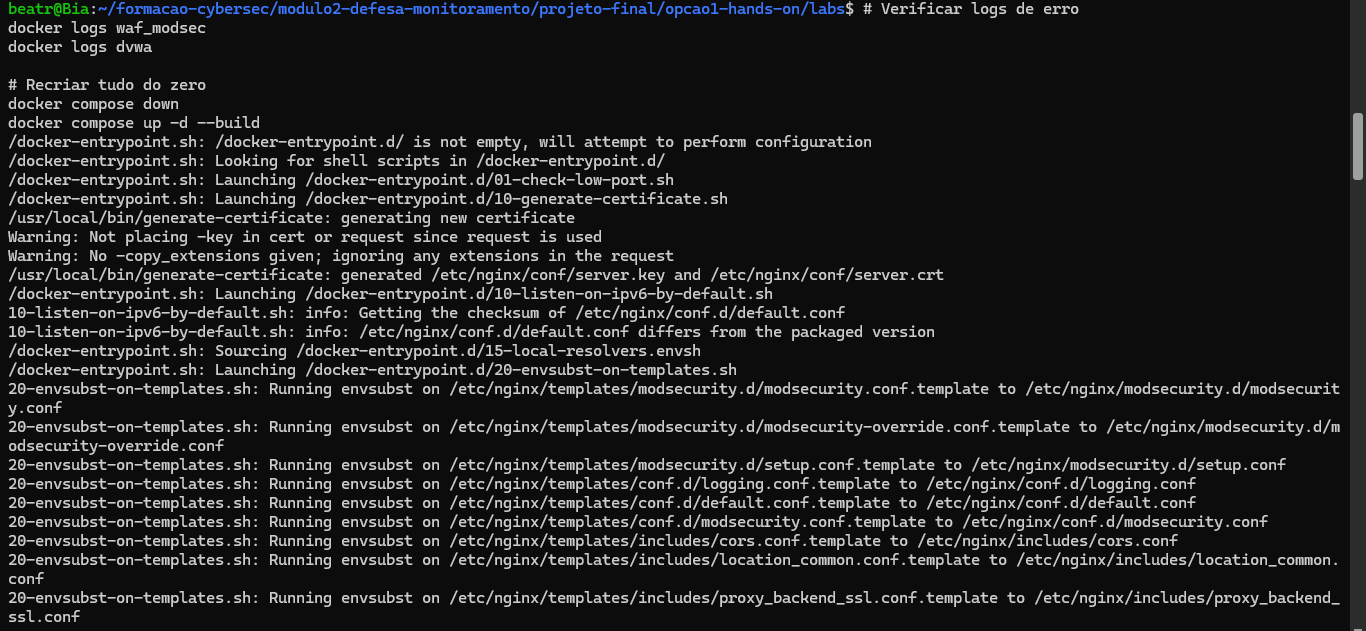 beatr@Bia:~/formacao-cybersec/modulo2-defesa-monitoramento/projeto-final/opcao1-hands-on/labs$ # Verificar logs de erro
docker logs waf_modsec
docker logs dvwa

# Recriar tudo do zero
docker compose down
docker compose up -d --build
/docker-entrypoint.sh: /docker-entrypoint.d/ is not empty, will attempt to perform configuration
/docker-entrypoint.sh: Looking for shell scripts in /docker-entrypoint.d/
/docker-entrypoint.sh: Launching /docker-entrypoint.d/01-check-low-port.sh
/docker-entrypoint.sh: Launching /docker-entrypoint.d/10-generate-certificate.sh
/usr/local/bin/generate-certificate: generating new certificate
Warning: Not placing -key in cert or request since request is used
Warning: No -copy_extensions given; ignoring any extensions in the request
/usr/local/bin/generate-certificate: generated /etc/nginx/conf/server.key and /etc/nginx/conf/server.crt
/docker-entrypoint.sh: Launching /docker-entrypoint.d/10-listen-on-ipv6-by-default.sh
10-listen-on-ipv6-by-default.sh: info: Getting the checksum of /etc/nginx/conf.d/default.conf
10-listen-on-ipv6-by-default.sh: info: /etc/nginx/conf.d/default.conf differs from the packaged version
/docker-entrypoint.sh: Sourcing /docker-entrypoint.d/15-local-resolvers.envsh
/docker-entrypoint.sh: Launching /docker-entrypoint.d/20-envsubst-on-templates.sh
20-envsubst-on-templates.sh: Running envsubst on /etc/nginx/templates/modsecurity.d/modsecurity.conf.template to /etc/nginx/modsecurity.d/modsecurit
y.conf
20-envsubst-on-templates.sh: Running envsubst on /etc/nginx/templates/modsecurity.d/modsecurity-override.conf.template to /etc/nginx/modsecurity.d/m
odsecurity-override.conf
20-envsubst-on-templates.sh: Running envsubst on /etc/nginx/templates/modsecurity.d/setup.conf.template to /etc/nginx/modsecurity.d/setup.conf
20-envsubst-on-templates.sh: Running envsubst on /etc/nginx/templates/conf.d/logging.conf.template to /etc/nginx/conf.d/logging.conf
20-envsubst-on-templates.sh: Running envsubst on /etc/nginx/templates/conf.d/default.conf.template to /etc/nginx/conf.d/default.conf
20-envsubst-on-templates.sh: Running envsubst on /etc/nginx/templates/conf.d/modsecurity.conf.template to /etc/nginx/conf.d/modsecurity.conf
20-envsubst-on-templates.sh: Running envsubst on /etc/nginx/templates/includes/cors.conf.template to /etc/nginx/includes/cors.conf
20-envsubst-on-templates.sh: Running envsubst on /etc/nginx/templates/includes/location_common.conf.template to /etc/nginx/includes/location_common.
conf
20-envsubst-on-templates.sh: Running envsubst on /etc/nginx/templates/includes/proxy_backend_ssl.conf.template to /etc/nginx/includes/proxy_backend_
ssl.conf